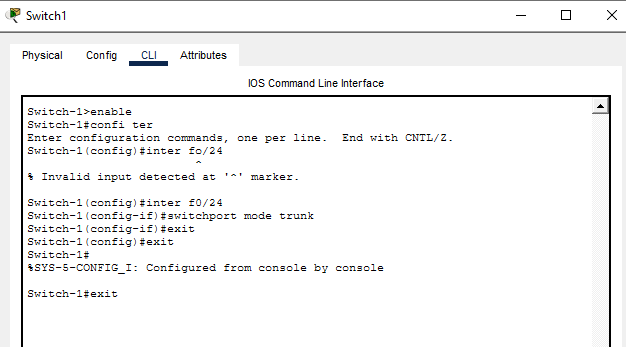 Switch1
Physical Config CLI Attributes
IOS Command Line Interface
Switch-1>enable
Switch-1#confi ter
Enter configuration commands, one per line.  End with CNTL/Z.
Switch-1(config)#inter fo/24
^
% Invalid input detected at '^' marker.
Switch-1(config)#inter f0/24
Switch-1(config-if)#switchport mode trunk
Switch-1(config-if)#exit
Switch-1(config)#exit
Switch-1#
%SYS-5-CONFIG_I: Configured from console by console
Switch-1#exit